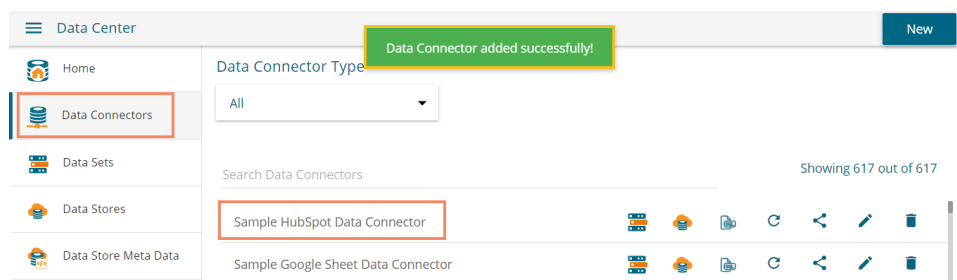 Data Center
Data Connector added successfully!
New
Home
Data Connector Type
Data Connectors
All
Data Sets
Search Data Connectors
Showing 617 out of 617
Data Stores
Sample HubSpot Data Connector
Data Store Meta Data
Sample Google Sheet Data Connector